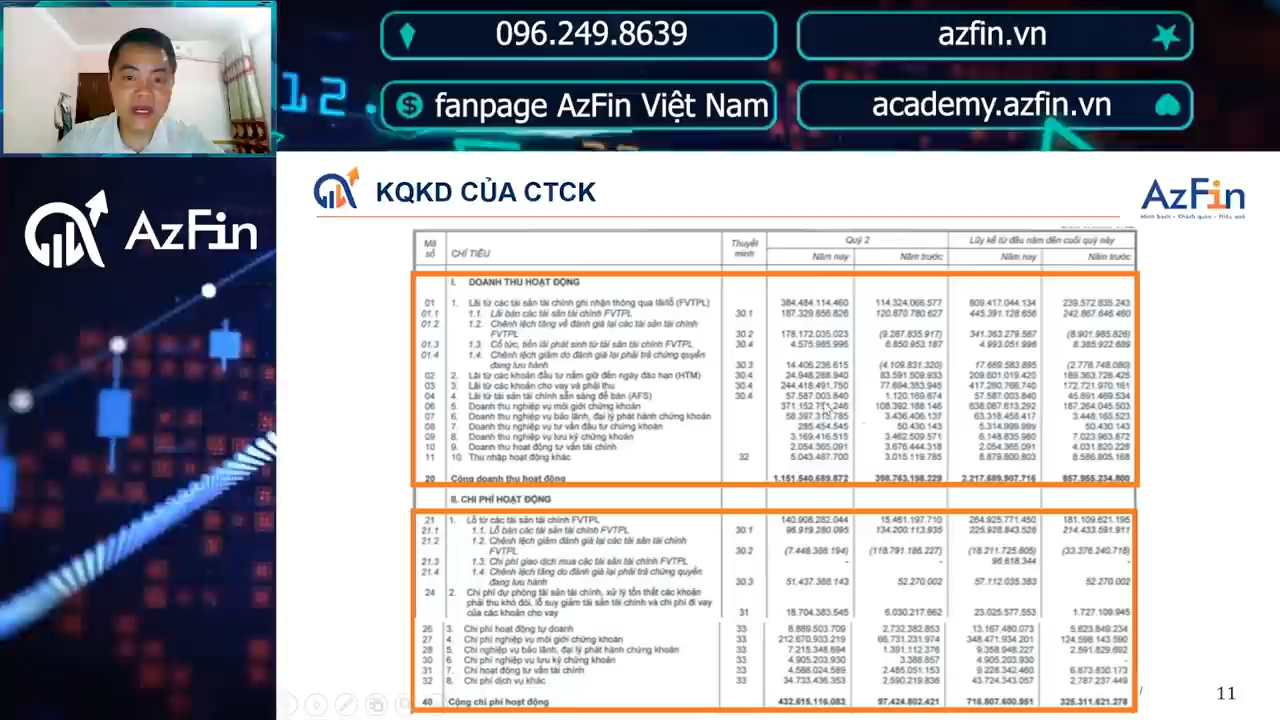 096.249.8639
azfin.vn
fanpage AzFin Việt Nam
academy.azfin.vn
12.
AzFin
KQKD CỦA CTCK
AzFin
Mã số CHỈ TIÊU Thuyết minh Quý 2 Lũy kế từ đầu năm đến cuối quý này
Năm nay Năm trước Năm nay Năm trước
I. DOANH THU HOẠT ĐỘNG
01 1. Lãi từ các tài sản tài chính ghi nhận thông qua lãi/lỗ (FVTPL) 384.484.114.460 114.324.066.577 809.417.044.134 239.572.835.243
01.1 1.1. Lãi bán các tài sản tài chính FVTPL 30.1 187.329.856.826 120.870.780.627 445.391.128.656 242.867.646.460
01.2 1.2. Chênh lệch tăng về đánh giá lại các tài sản tài chính
FVTPL 30.2 178.172.035.023 (9.287.835.917) 341.363.279.587 (8.901.985.826)
01.3 1.3. Cổ tức, tiền lãi phát sinh từ tài sản tài chính FVTPL 30.4 4.575.985.996 6.850.953.187 4.993.051.996 8.385.922.689
01.4 1.4. Chênh lệch giảm do đánh giá lại phải trả chứng quyền
đang lưu hành 30.3 14.406.236.615 (4.109.831.320) 17.669.583.895 (2.778.748.080)
02 2. Lãi từ các khoản đầu tư nắm giữ đến ngày đáo hạn (HTM) 30.4 24.948.288.940 83.591.509.933 209.801.019.420 189.363.728.425
03 3. Lãi từ các khoản cho vay và phải thu 30.4 244.418.491.750 77.694.353.945 417.280.766.740 172.721.970.161
04 4. Lãi từ tài sản tài chính sẵn sàng để bán (AFS) 30.4 57.587.003.840 1.120.169.674 57.587.003.840 45.891.469.534
06 5. Doanh thu nghiệp vụ môi giới chứng khoán 108.392.188.146 638.087.613.292 187.264.045.503
07 6. Doanh thu nghiệp vụ bảo lãnh, đại lý phát hành chứng khoán 3.436.406.137 63.318.458.417 3.448.165.523
08 7. Doanh thu nghiệp vụ tư vấn đầu tư chứng khoán 285.454.545 50.430.143 5.314.999.999 50.430.143
09 8. Doanh thu nghiệp vụ lưu ký chứng khoán 3.169.416.515 3.462.509.571 6.148.835.980 7.023.963.872
10 9. Doanh thu hoạt động tư vấn tài chính 2.054.365.091 3.676.444.318 2.054.365.091 4.031.820.228
11 10. Thu nhập hoạt động khác 32 5.043.487.700 3.015.119.785 8.879.800.803 8.586.805.168
20 Cộng doanh thu hoạt động 1.151.540.689.872 398.763.198.229 2.217.689.907.716 857.955.234.800
II. CHI PHÍ HOẠT ĐỘNG
21 1. Lỗ từ các tài sản tài chính FVTPL 140.908.282.044 15.461.197.710 264.925.771.450 181.109.621.195
21.1 1.1. Lỗ bán các tài sản tài chính FVTPL 30.1 96.919.280.095 134.200.113.935 225.928.843.528 214.433.591.911
21.2 1.2. Chênh lệch giảm đánh giá lại các tài sản tài chính
FVTPL 30.2 (7.448.386.194) (118.791.186.227) (18.211.725.805) (33.376.240.718)
21.3 1.3. Chi phí giao dịch mua các tài sản tài chính FVTPL - - 96.618.344 -
21.4 1.4. Chênh lệch tăng do đánh giá lại phải trả chứng quyền
đang lưu hành 30.3 51.437.388.143 52.270.002 57.112.035.383 52.270.002
24 2. Chi phí dự phòng tài sản tài chính, xử lý tổn thất các khoản
phải thu khó đòi, lỗ suy giảm tài sản tài chính và chi phí đi vay
của các khoản cho vay 31 18.704.383.545 6.030.217.662 23.025.577.553 1.727.109.945
26 3. Chi phí hoạt động tự doanh 33 8.889.503.709 2.732.382.853 13.167.480.073 5.623.849.234
27 4. Chi phí nghiệp vụ môi giới chứng khoán 33 212.670.933.219 66.731.231.974 348.471.934.201 124.598.143.590
28 5. Chi nghiệp vụ bảo lãnh, đại lý phát hành chứng khoán 33 7.215.348.694 1.391.112.376 9.358.948.227 2.591.829.692
30 6. Chi phí nghiệp vụ lưu ký chứng khoán 33 4.905.203.930 3.388.857 4.905.203.930 -
31 7. Chi hoạt động tư vấn tài chính 33 4.588.024.589 2.485.051.153 9.228.342.460 6.873.830.173
32 8. Chi phí dịch vụ khác 33 34.733.436.353 2.590.219.836 43.724.343.057 2.787.237.449
40 Cộng chi phí hoạt động 432.615.116.082 97.424.802.421 716.807.600.951 325.311.621.278
11